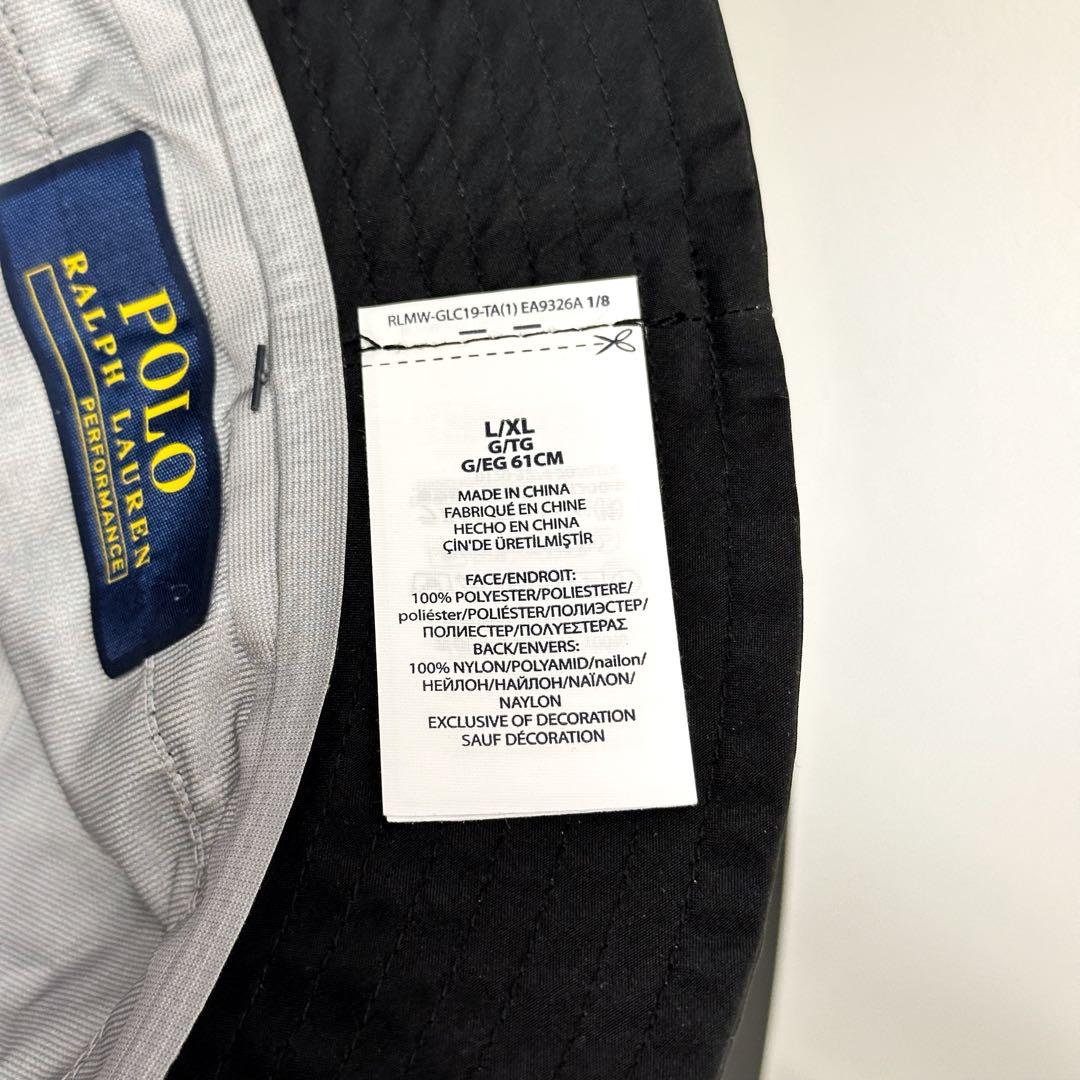 POLO
RALPH LAUREN
PERFORMANCE
RLMW-GLC19-TA(1) EA9326A 1/8
L/XL
G/TG
G/EG 61CM
MADE IN CHINA
FABRIQUÉ EN CHINE
HECHO EN CHINA
ÇİN'DE ÜRETİLMİŞTİR
FACE/ENDROIT:
100% POLYESTER/POLIESTERE/
poliéster/POLIÉSTER/ПОЛИЭСТЕР/
ПОЛИЕСТЕР/ΠΟΛΥΕΣΤΕΡΑΣ
BACK/ENVERS:
100% NYLON/POLYAMID/nailon/
НЕЙЛОН/НАЙЛОН/ΝΑΪΛΟΝ/
NAYLON
EXCLUSIVE OF DECORATION
SAUF DÉCORATION